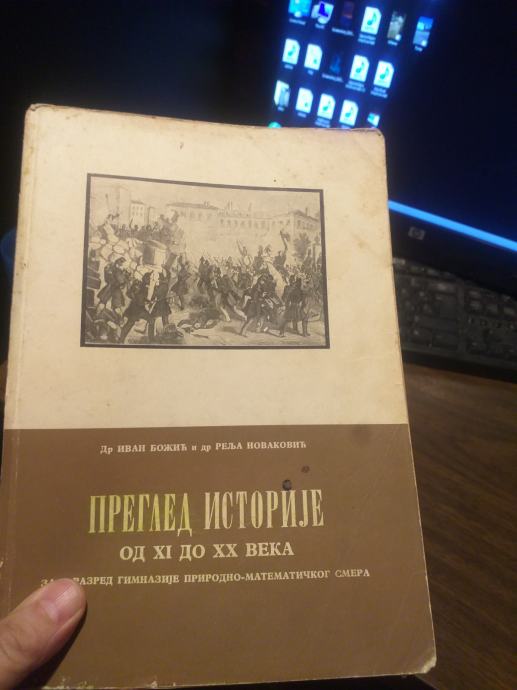 Др ИВАН БОЖИЋ и др РЕЉА НОВАКОВИЋ
ПРЕГЛЕД ИСТОРИЈЕ
ОД XI ДО XX ВЕКА
ЗА РАЗРЕД ГИМНАЗИЈЕ ПРИРОДНО-МАТЕМАТИЧКОГ СМЕРА